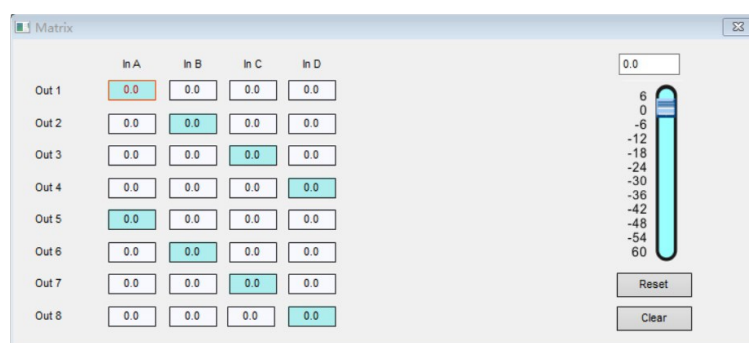 Matrix
In A In B In C In D
0.0
Out 1 0.0 0.0 0.0 0.0
Out 2 0.0 0.0 0.0 0.0
Out 3 0.0 0.0 0.0 0.0
Out 4 0.0 0.0 0.0 0.0
Out 5 0.0 0.0 0.0 0.0
Out 6 0.0 0.0 0.0 0.0
Out 7 0.0 0.0 0.0 0.0
Out 8 0.0 0.0 0.0 0.0
6
0
-6
-12
-18
-24
-30
-36
-42
-48
-54
60
Reset
Clear